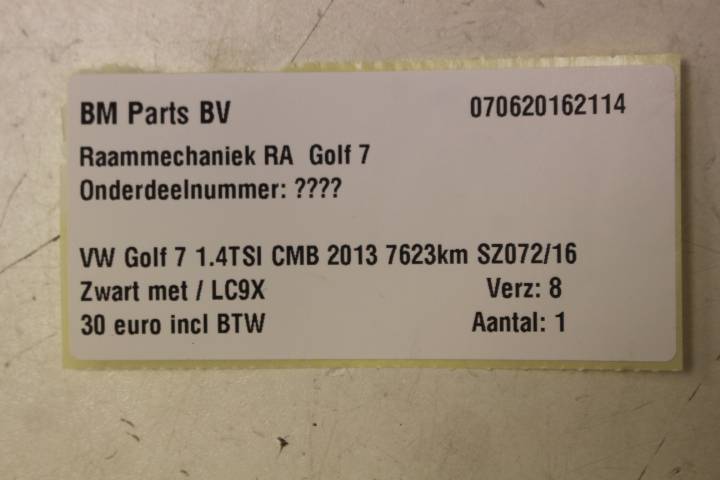 BM Parts BV 070620162114
Raammechaniek RA Golf 7
Onderdeelnummer: ????
VW Golf 7 1.4TSI CMB 2013 7623km SZ072/16
Zwart met / LC9X Verz: 8
30 euro incl BTW Aantal: 1